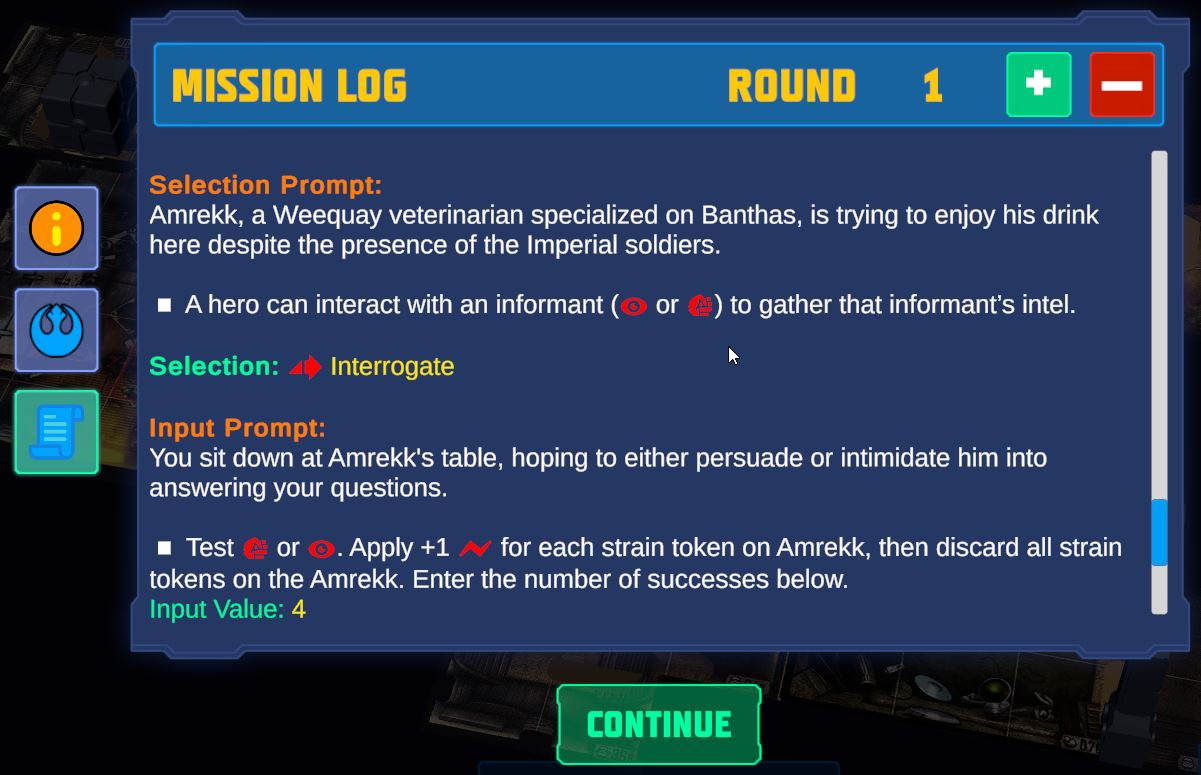 MISSION LOG ROUND 1
Selection Prompt:
Amrekk, a Weequay veterinarian specialized on Banthas, is trying to enjoy his drink
here despite the presence of the Imperial soldiers.
■ A hero can interact with an informant ( or ) to gather that informant’s intel.
Selection: Interrogate
Input Prompt:
You sit down at Amrekk's table, hoping to either persuade or intimidate him into
answering your questions.
■ Test or . Apply +1 for each strain token on Amrekk, then discard all strain
tokens on the Amrekk. Enter the number of successes below.
Input Value: 4
CONTINUE